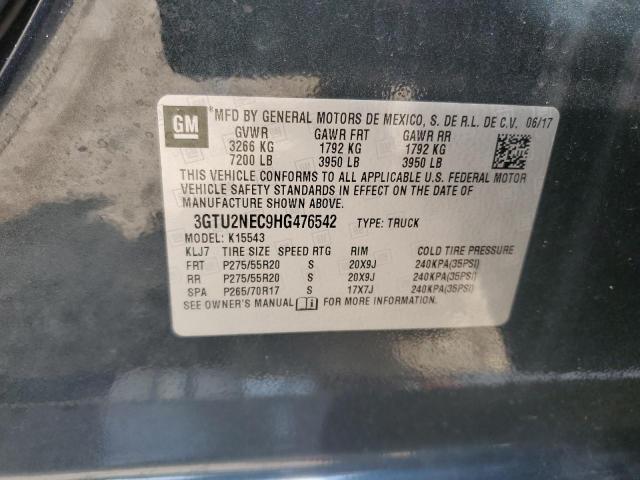 GM
*MFD BY GENERAL MOTORS DE MEXICO, S. DE R.L. DE C.V. 06/17
GVWR GAWR FRT GAWR RR
3266 KG 1792 KG 1792 KG
7200 LB 3950 LB 3950 LB
THIS VEHICLE CONFORMS TO ALL APPLICABLE U.S. FEDERAL MOTOR
VEHICLE SAFETY STANDARDS IN EFFECT ON THE DATE OF
MANUFACTURE SHOWN ABOVE.
3GTU2NEC9HG476542 TYPE: TRUCK
MODEL: K15543
KLJ7 TIRE SIZE SPEED RTG RIM COLD TIRE PRESSURE
FRT P275/55R20 S 20X9J 240KPA(35PSI)
RR P275/55R20 S 20X9J 240KPA(35PSI)
SPA P265/70R17 S 17X7J 240KPA(35PSI)
SEE OWNER'S MANUAL FOR MORE INFORMATION.